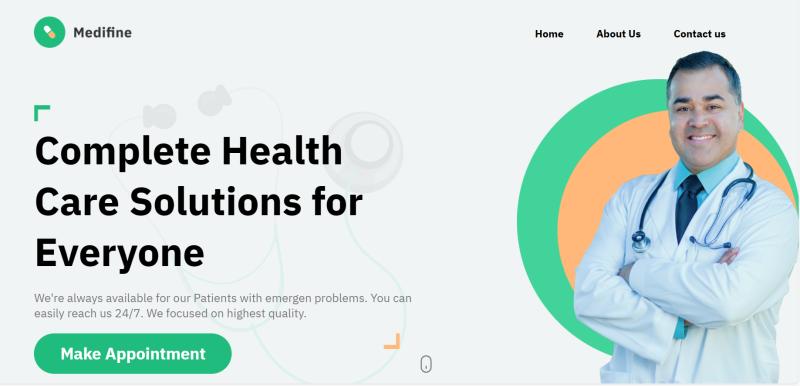 Medifine
Home About Us Contact us
Complete Health
Care Solutions for
Everyone
We're always available for our Patients with emergen problems. You can
easily reach us 24/7. We focused on highest quality.
Make Appointment